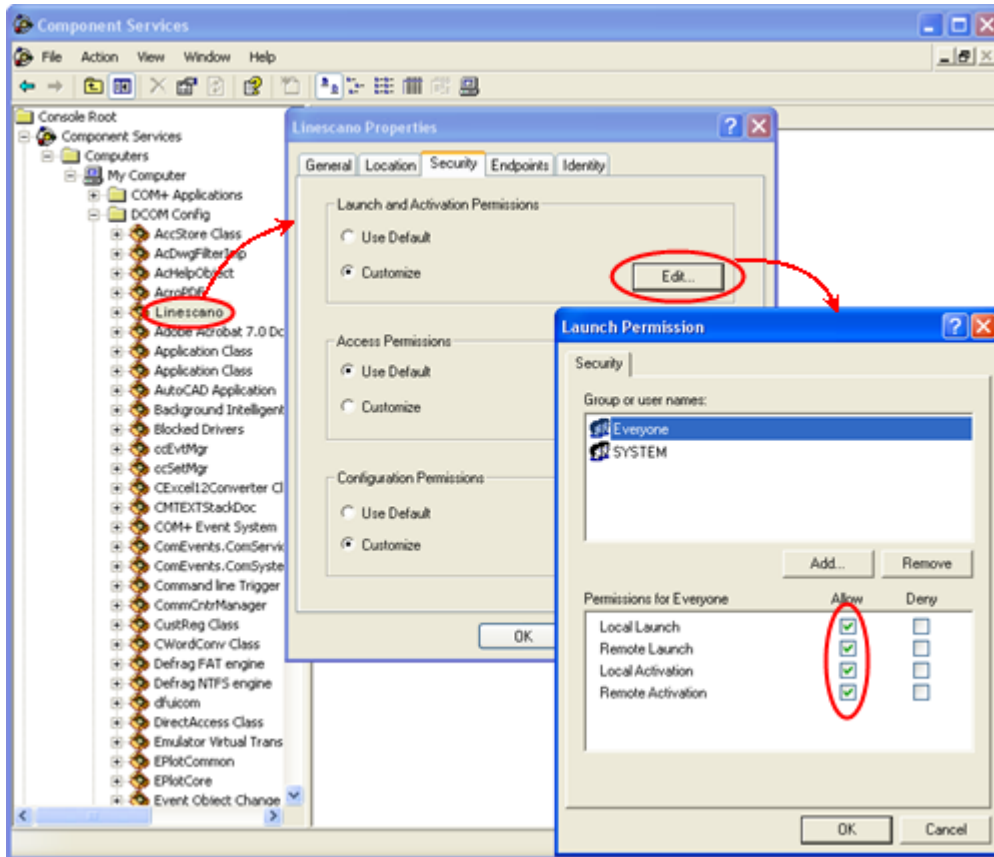 Component Services
File Action View Window Help
Console Root
Component Services
Computers
My Computer
COM+ Applications
DCOM Config
AccStore Class
AcDwgFilterImp
AcHelpObject
AcroPDF
Linescano
Adobe Acrobat 7.0 Do
Application Class
Application Class
AutoCAD Application
Background Intelligent
Blocked Drivers
ccEvtMgr
ccSetMgr
CExcel12Converter Cl
CMTEXTStackDoc
COM+ Event System
ComEvents.ComServic
ComEvents.ComSyste
Command line Trigger
CommCntrManager
CustReg Class
CWordConv Class
Defrag FAT engine
Defrag NTFS engine
dfuicom
DirectAccess Class
Emulator Virtual Trans
EPlotCommon
EPlotCore
Event Object Change
Linescano Properties
General Location Security Endpoints Identity
Launch and Activation Permissions
Use Default
Customize
Edit...
Access Permissions
Use Default
Customize
Configuration Permissions
Use Default
Customize
OK
Launch Permission
Security
Group or user names:
Everyone
SYSTEM
Add... Remove
Permissions for Everyone Allow Deny
Local Launch
Remote Launch
Local Activation
Remote Activation
OK Cancel